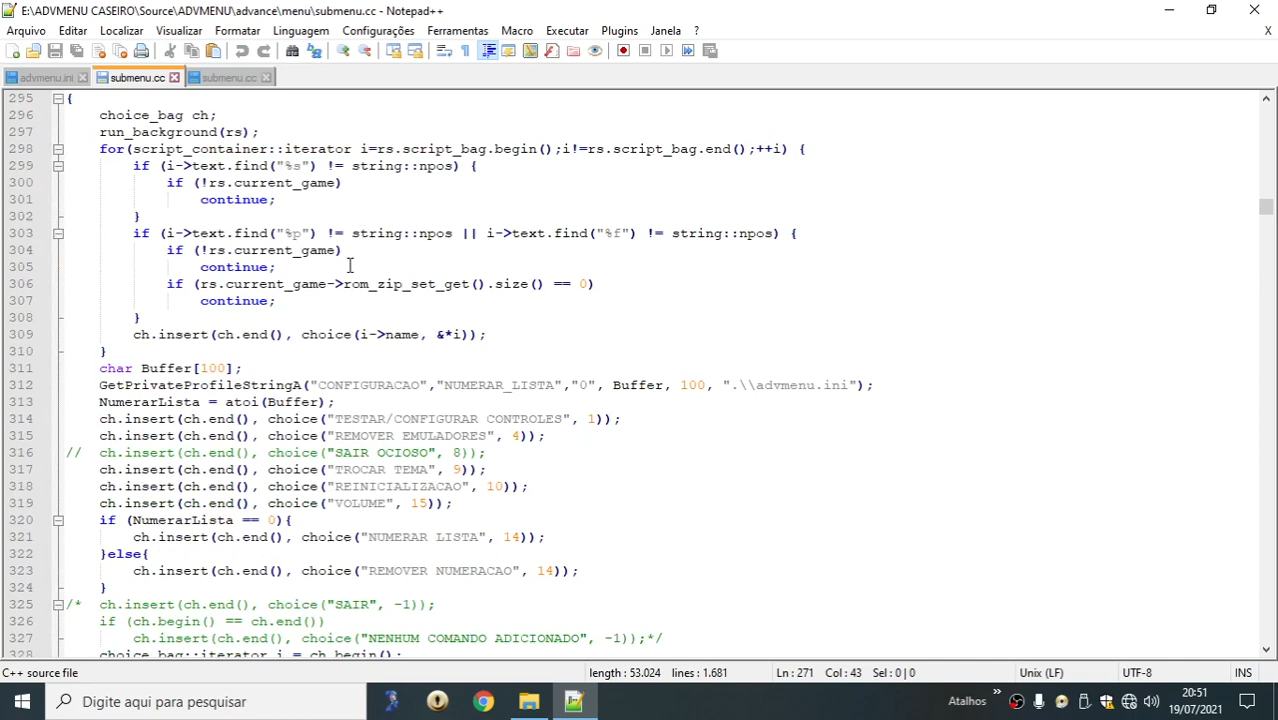 E:\ADVMENU CASEIRO\Source\ADVMENU\advance\menu\submenu.cc - Notepad++
Arquivo Editar Localizar Visualizar Formatar Linguagem Configurações Ferramentas Macro Executar Plugins Janela ? X
advmenu.ini submenu.cc submenu.cc
295 {
296 choice_bag ch;
297 run_background(rs);
298 for(script_container::iterator i=rs.script_bag.begin();i!=rs.script_bag.end();++i) {
299 if (i->text.find("%s") != string::npos) {
300 if (!rs.current_game)
301 continue;
302 }
303 if (i->text.find("%p") != string::npos || i->text.find("%f") != string::npos) {
304 if (!rs.current_game)
305 continue;
306 if (rs.current_game->rom_zip_set_get().size() == 0)
307 continue;
308 }
309 ch.insert(ch.end(), choice(i->name, &*i));
310 }
311 char Buffer[100];
312 GetPrivateProfileStringA("CONFIGURACAO","NUMERAR_LISTA","0", Buffer, 100, ".\\advmenu.ini");
313 NumerarLista = atoi(Buffer);
314 ch.insert(ch.end(), choice("TESTAR/CONFIGURAR CONTROLES", 1));
315 ch.insert(ch.end(), choice("REMOVER EMULADORES", 4));
316 // ch.insert(ch.end(), choice("SAIR OCIOSO", 8));
317 ch.insert(ch.end(), choice("TROCAR TEMA", 9));
318 ch.insert(ch.end(), choice("REINICIALIZACAO", 10));
319 ch.insert(ch.end(), choice("VOLUME", 15));
320 if (NumerarLista == 0){
321 ch.insert(ch.end(), choice("NUMERAR LISTA", 14));
322 }else{
323 ch.insert(ch.end(), choice("REMOVER NUMERACAO", 14));
324 }
325 /* ch.insert(ch.end(), choice("SAIR", -1));
326 if (ch.begin() == ch.end())
327 ch.insert(ch.end(), choice("NENHUM COMANDO ADICIONADO", -1));*/
328 choice_bag::iterator i = ch.begin();
C++ source file length : 53.024 lines : 1.681 Ln : 271 Col : 43 Sel : 0 | 0 Unix (LF) UTF-8 INS
Digite aqui para pesquisar Atalhos » 20:51
19/07/2021